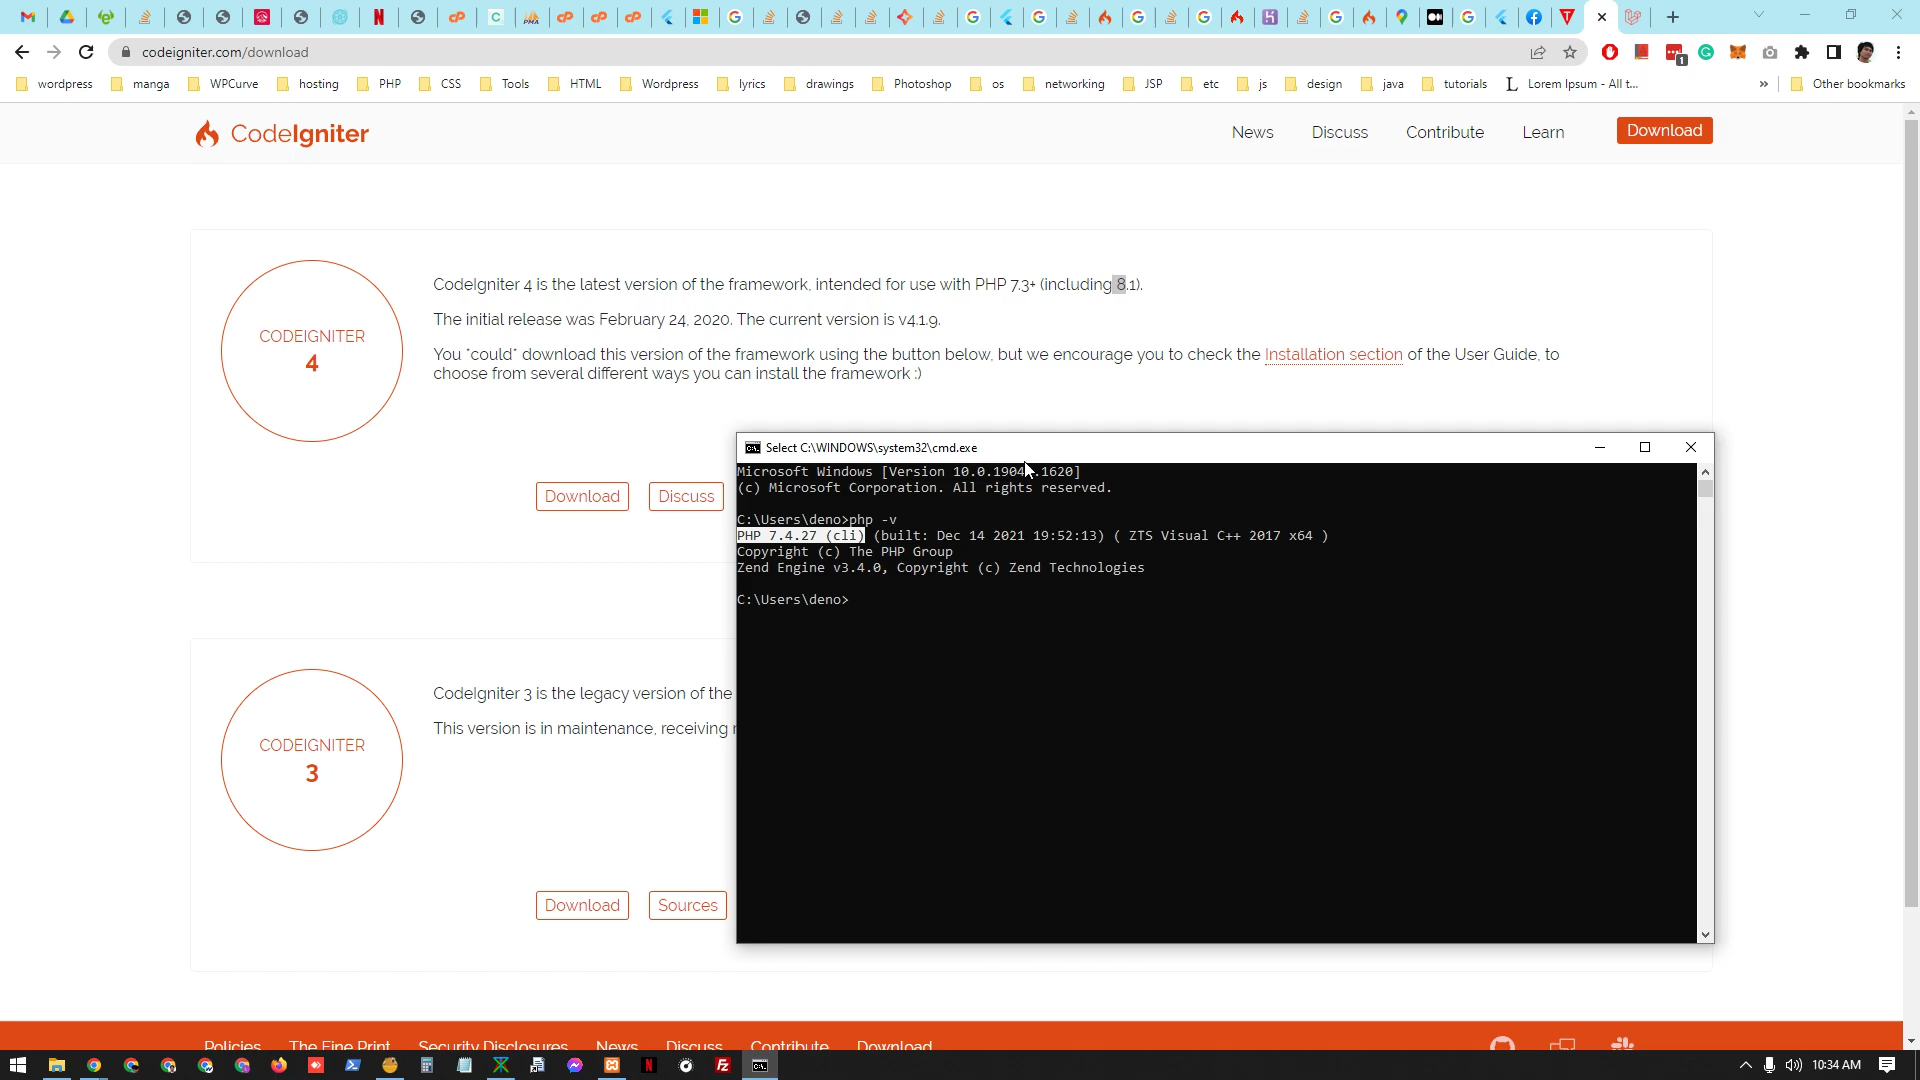 codeigniter.com/download
1
wordpress manga WPCurve hosting PHP CSS Tools HTML Wordpress lyrics drawings Photoshop os networking JSP etc js design java tutorials Lorem Ipsum - All t... » Other bookmarks
CodeIgniter
News Discuss Contribute Learn Download
CODEIGNITER
4
CodeIgniter 4 is the latest version of the framework, intended for use with PHP 7.3+ (including 8.1).
The initial release was February 24, 2020. The current version is v4.1.9.
You *could* download this version of the framework using the button below, but we encourage you to check the Installation section of the User Guide, to
choose from several different ways you can install the framework :)
Download Discuss
Select C:\WINDOWS\system32\cmd.exe
Microsoft Windows [Version 10.0.1904 .1620]
(c) Microsoft Corporation. All rights reserved.
C:\Users\deno>php -v
PHP 7.4.27 (cli) (built: Dec 14 2021 19:52:13) ( ZTS Visual C++ 2017 x64 )
Copyright (c) The PHP Group
Zend Engine v3.4.0, Copyright (c) Zend Technologies
C:\Users\deno>
CODEIGNITER
3
CodeIgniter 3 is the legacy version of the
This version is in maintenance, receiving
Download Sources
Policies The Fine Print Security Disclosures News Discuss Contribute Download
10:34 AM